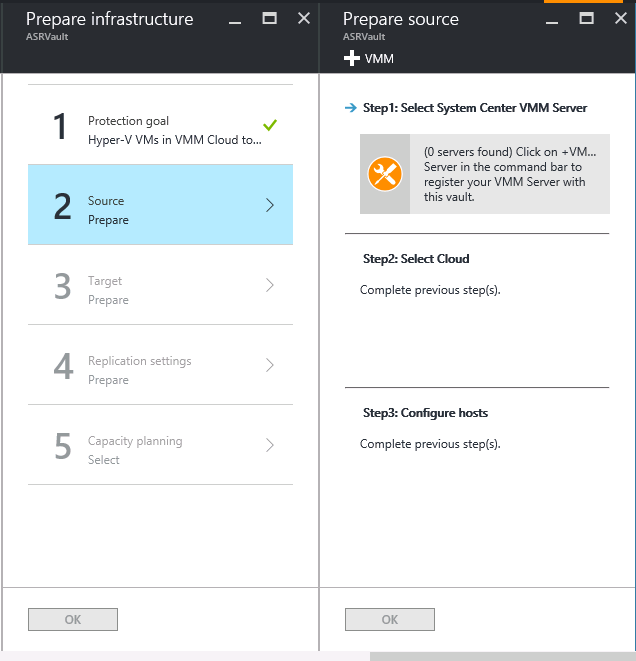 Prepare infrastructure
ASRVault
1
Protection goal
Hyper-V VMs in VMM Cloud to...
2
Source
Prepare
3
Target
Prepare
4
Replication settings
Prepare
5
Capacity planning
Select
OK
Prepare source
ASRVault
VMM
Step1: Select System Center VMM Server
(0 servers found) Click on +VM...
Server in the command bar to
register your VMM Server with
this vault.
Step2: Select Cloud
Complete previous step(s).
Step3: Configure hosts
Complete previous step(s).
OK